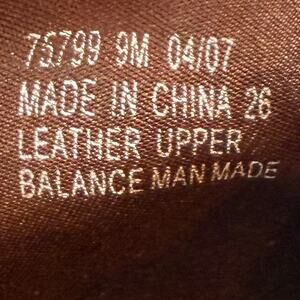 75799 9M 04/07
MADE IN CHINA 26
LEATHER UPPER
BALANCE MAN MADE